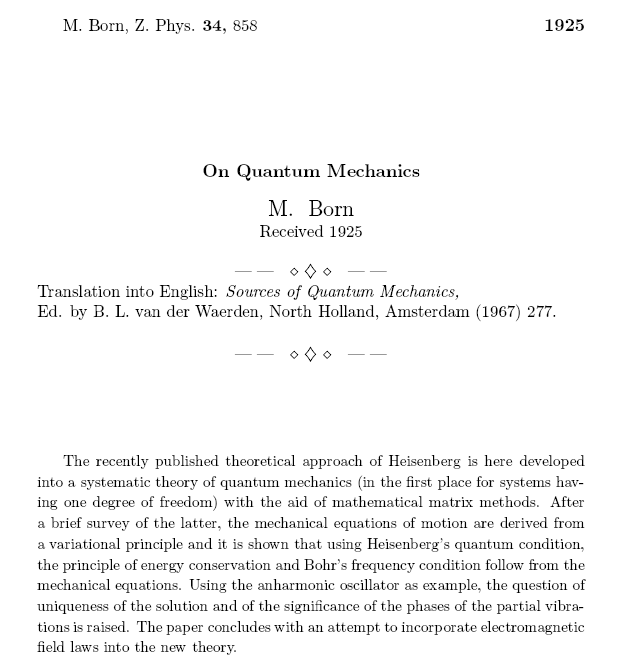 M. Born, Z. Phys. 34, 858 1925
On Quantum Mechanics
M. Born
Received 1925
Translation into English: Sources of Quantum Mechanics,
Ed. by B. L. van der Waerden, North Holland, Amsterdam (1967) 277.
The recently published theoretical approach of Heisenberg is here developed
into a systematic theory of quantum mechanics (in the first place for systems hav-
ing one degree of freedom) with the aid of mathematical matrix methods. After
a brief survey of the latter, the mechanical equations of motion are derived from
a variational principle and it is shown that using Heisenberg's quantum condition,
the principle of energy conservation and Bohr's frequency condition follow from the
mechanical equations. Using the anharmonic oscillator as example, the question of
uniqueness of the solution and of the significance of the phases of the partial vibra-
tions is raised. The paper concludes with an attempt to incorporate electromagnetic
field laws into the new theory.